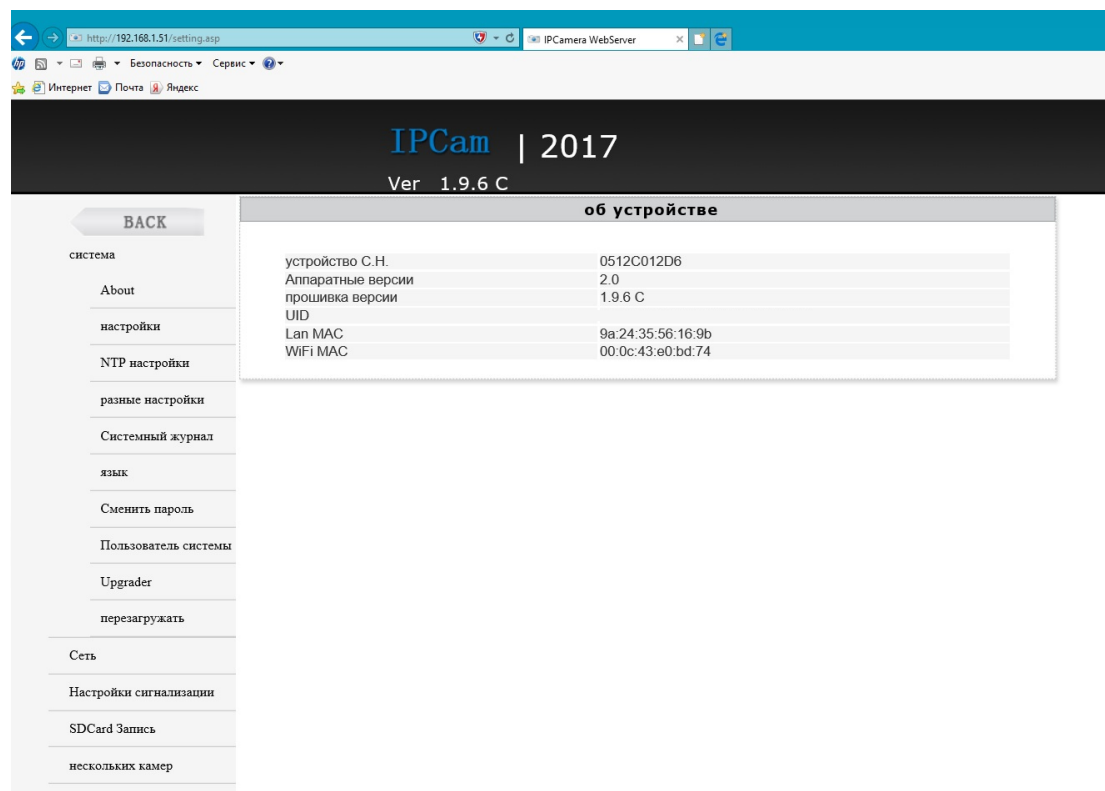 http://192.168.1.51/setting.asp
IPCamera WebServer
Безопасность Сервис
Интернет Почта Яндекс
IPCam | 2017
Ver 1.9.6 C
BACK
об устройстве
система
устройство С.Н. 0512C012D6
Аппаратные версии 2.0
прошивка версии 1.9.6 C
UID
Lan MAC 9a:24:35:56:16:9b
WiFi MAC 00:0c:43:e0:bd:74
About
настройки
NTP настройки
разные настройки
Системный журнал
язык
Сменить пароль
Пользователь системы
Upgrader
перезагружать
Сеть
Настройки сигнализации
SDCard Запись
нескольких камер